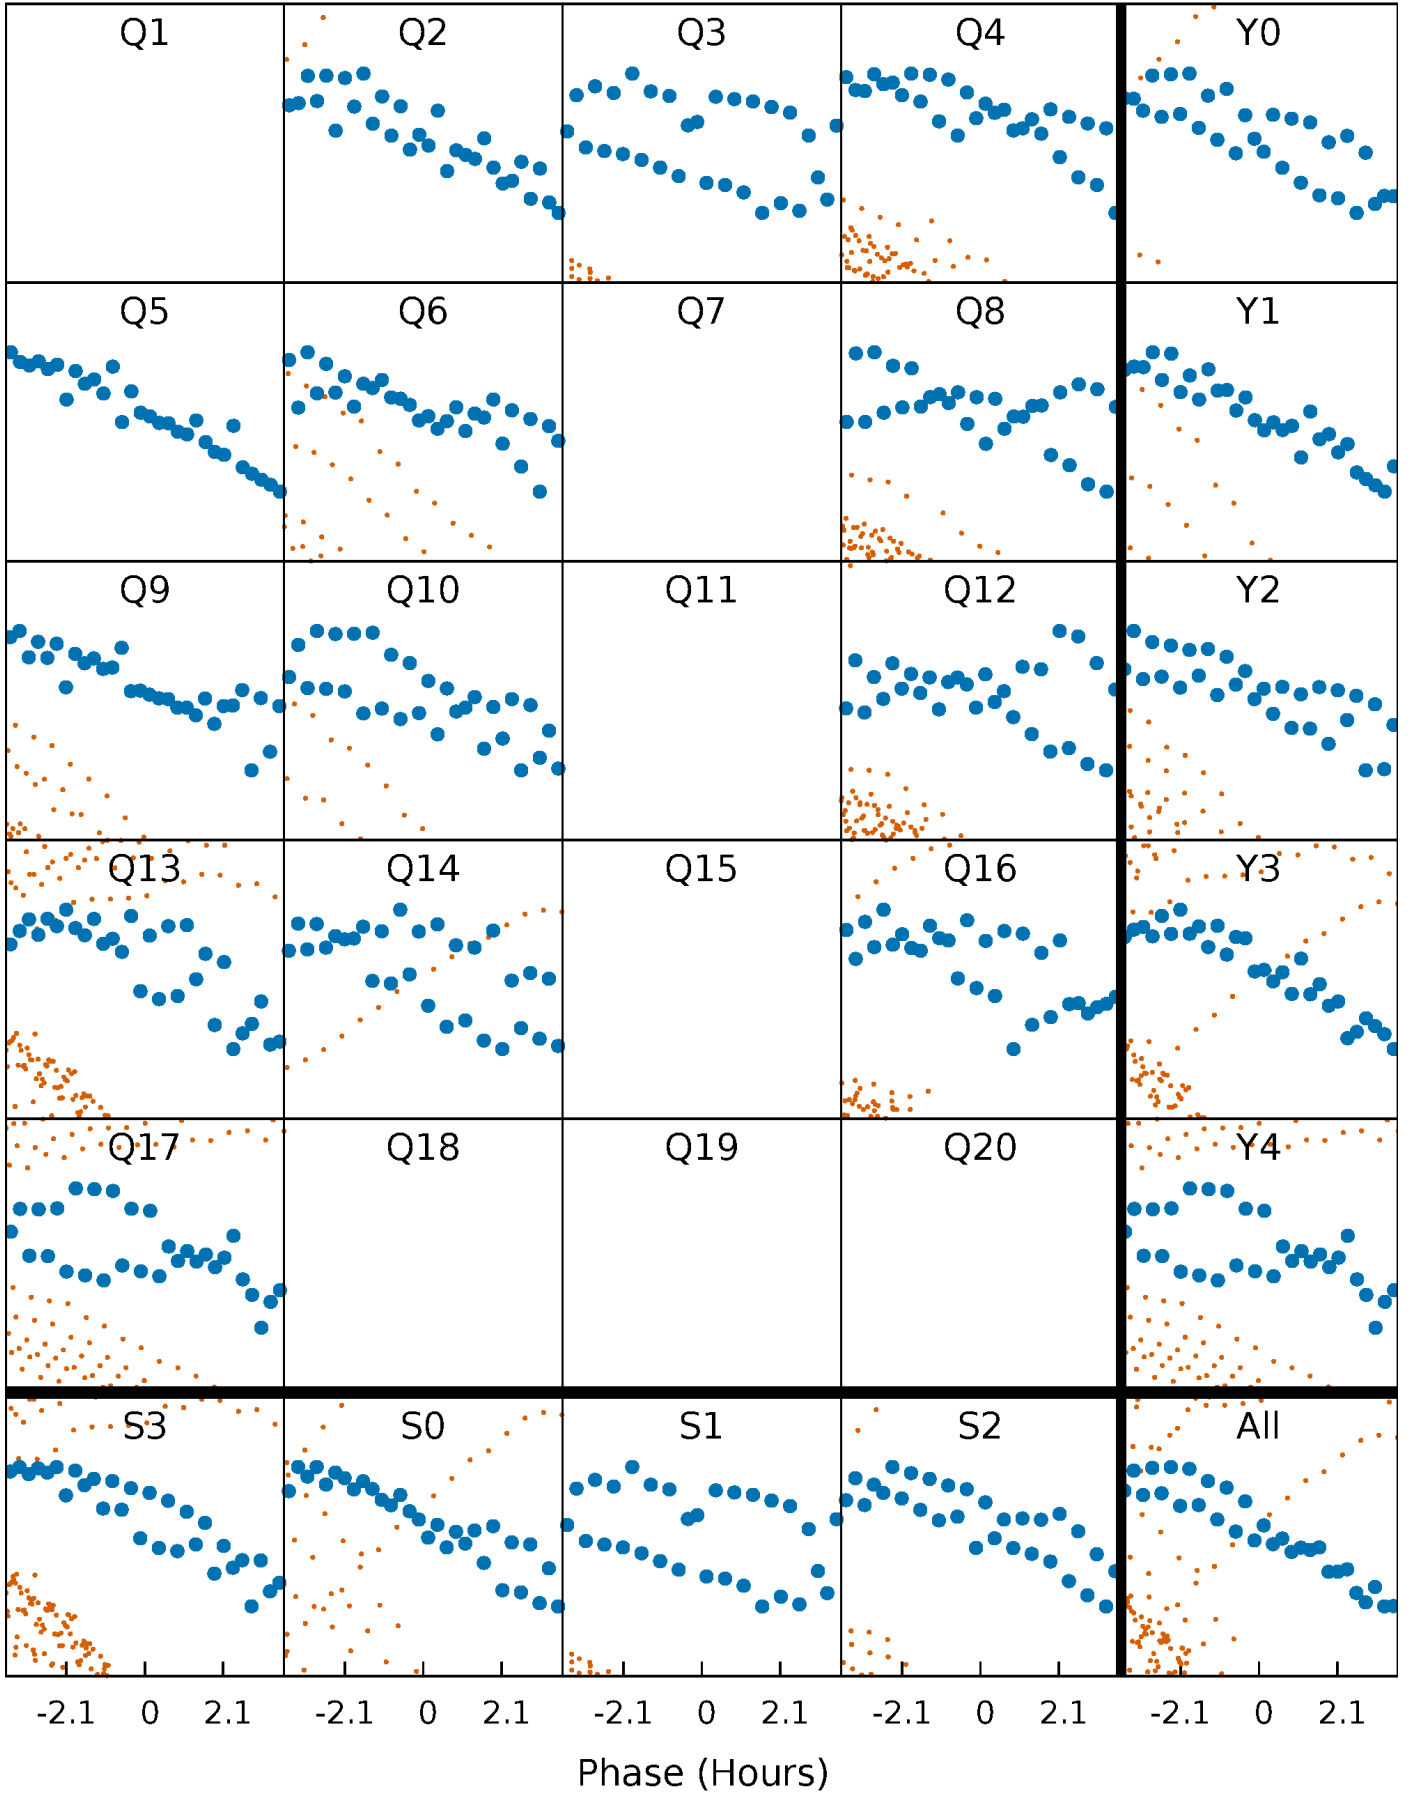 Q1 Q2 Q3 Q4 Y0
Q5 Q6 Q7 Q8 Y1
Q9 Q10 Q11 Q12 Y2
Q13 Q14 Q15 Q16 Y3
Q17 Q18 Q19 Q20 Y4
S3 S0 S1 S2 All
-2.1 0 2.1 -2.1 0 2.1 -2.1 0 2.1 -2.1 0 2.1 -2.1 0 2.1
Phase (Hours)